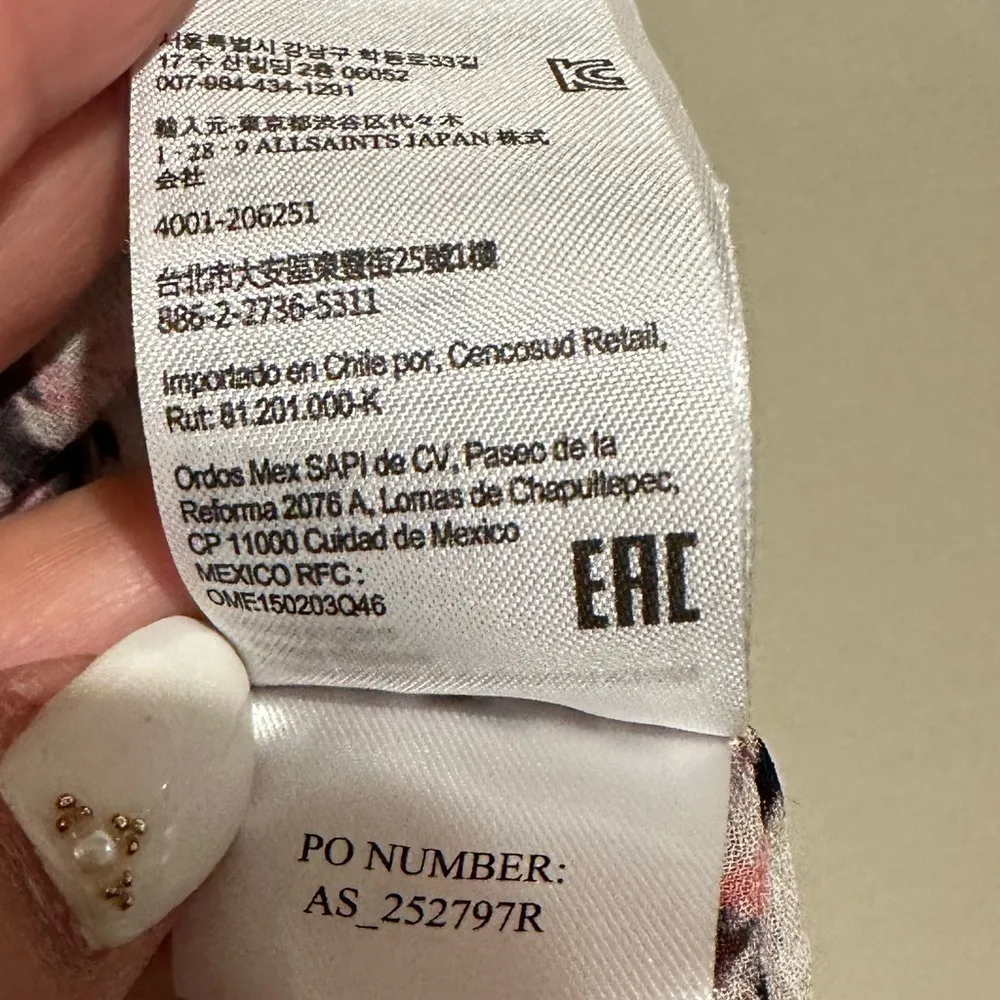 서울특별시 강남구 학동로33길
17 수 산빌딩 2층 06052
007-984-434-1291
KC
輸入元-東京都渋谷区代々木
1 - 28 - 9 ALLSAINTS JAPAN 株式
会社
4001-206251
台北市大安區東豐街25號1樓
886-2-2736-5311
Importado en Chile por, Cencosud Retail,
Rut: 81.201.000-K
Ordos Mex SAPI de CV, Paseo de la
Reforma 2076 A, Lomas de Chapultepec,
CP 11000 Cuidad de Mexico
MEXICO RFC :
OME150203Q46
EAC
PO NUMBER:
AS_252797R